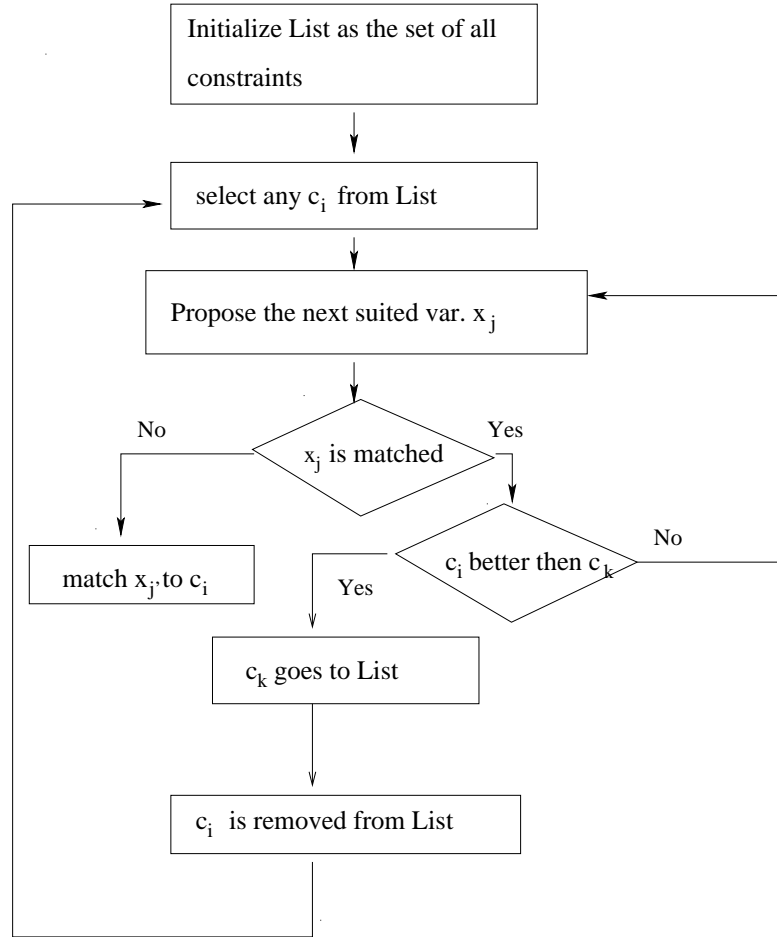 Initialize List as the set of all
constraints
select any c_i from List
Propose the next suited var. x_j
No
Yes
x_j is matched
c_i better then c_k
No
match x_j, to c_i
Yes
c_k goes to List
c_i is removed from List